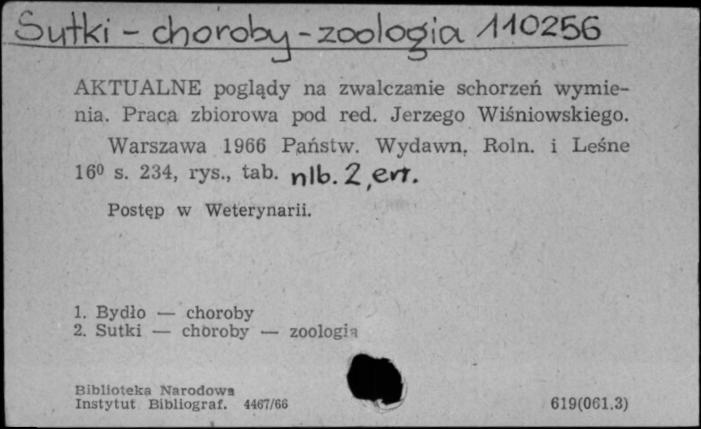 Sutki - choroby - zoologia 110256
AKTUALNE poglądy na zwalczanie schorzeń wymie-
nia. Praca zbiorowa pod red. Jerzego Wiśniowskiego.
Warszawa 1966 Państw. Wydawn. Roln. i Leśne
16⁰ s. 234, rys., tab. nlb. 2, err.
Postęp w Weterynarii.
1. Bydło — choroby
2. Sutki — choroby — zoologia
Biblioteka Narodowa
Instytut Bibliograf. 4467/66 619(061.3)